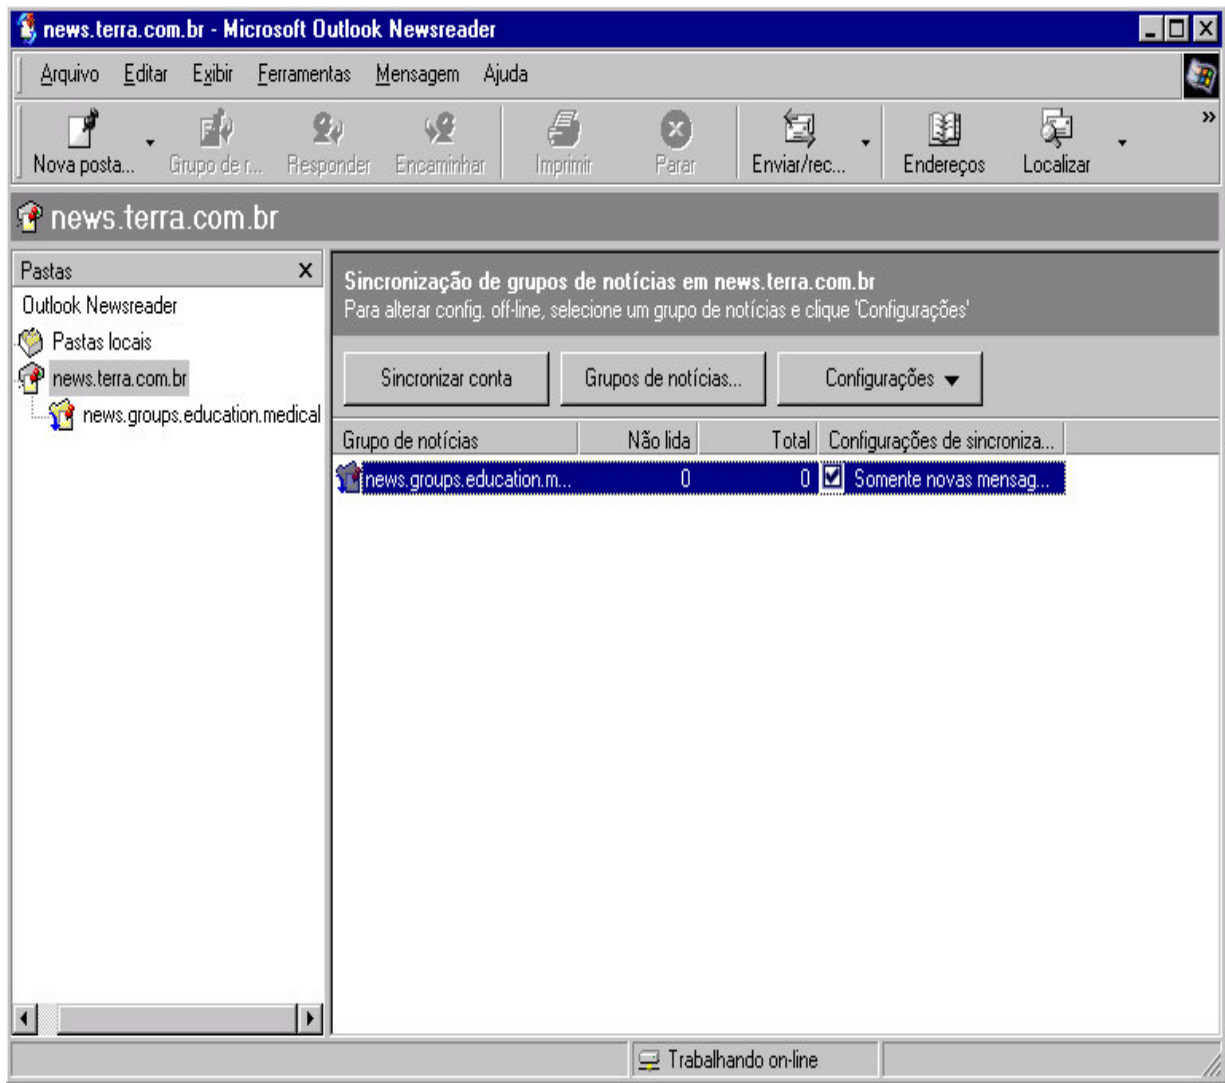 news.terra.com.br - Microsoft Outlook Newsreader
Arquivo Editar Exibir Ferramentas Mensagem Ajuda
Nova posta... Grupo de r... Responder Encaminhar Imprimir Parar Enviar/rec... Endereços Localizar »
news.terra.com.br
Pastas
Outlook Newsreader
Pastas locais
news.terra.com.br
news.groups.education.medical
Sincronização de grupos de notícias em news.terra.com.br
Para alterar config. off-line, selecione um grupo de notícias e clique 'Configurações'
Sincronizar conta Grupos de notícias... Configurações
Grupo de notícias Não lida Total Configurações de sincroniza...
news.groups.education.m... 0 0 Somente novas mensag...
Trabalhando on-line